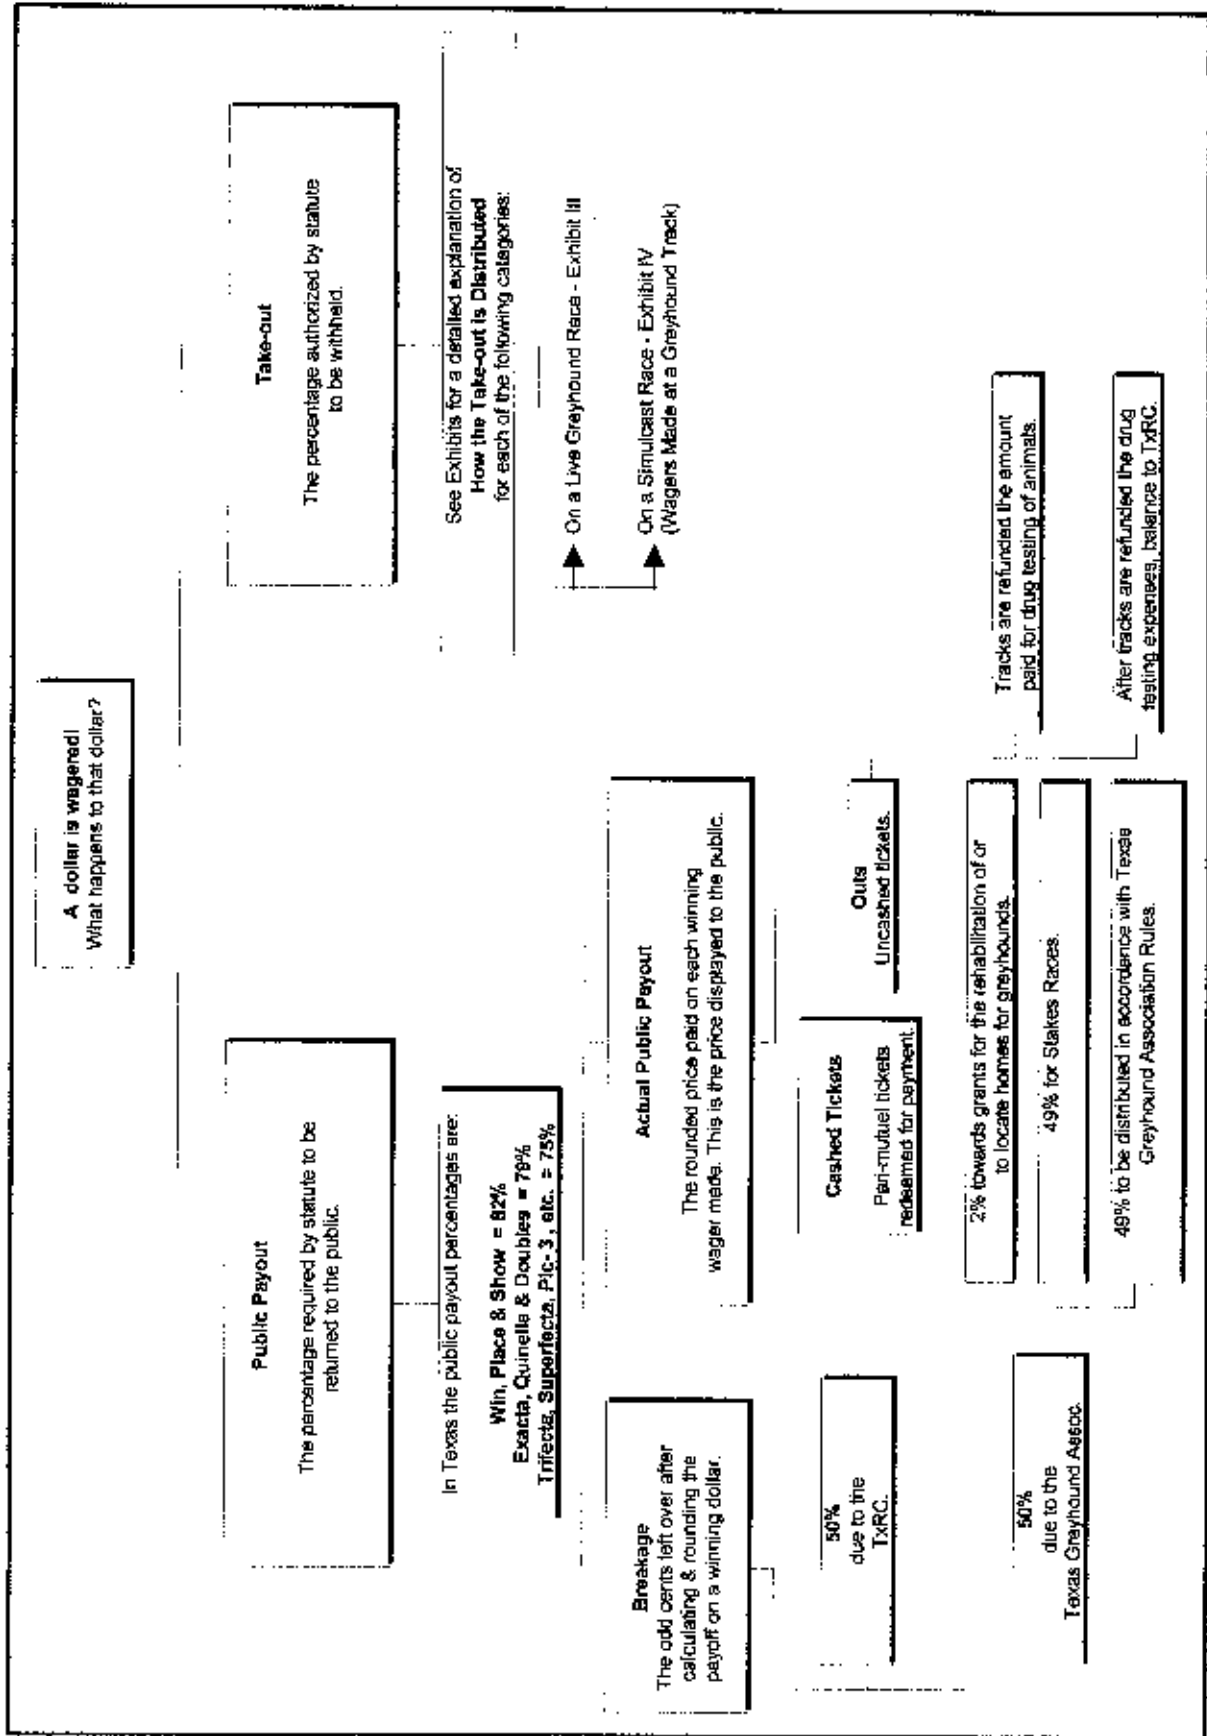 A dollar is wagered!
What happens to that dollar?
Public Payout
The percentage required by statute to be
returned to the public.
Take-out
The percentage authorized by statute
to be withheld.
In Texas the public payout percentages are:
Win, Place & Show = 82%
Exacta, Quinella & Doubles = 79%
Trifecta, Superfecta, Pic-3, etc. = 75%
See Exhibits for a detailed explanation of
How the Take-out is Distributed
for each of the following catagories:
On a Live Greyhound Race - Exhibit III
On a Simulcast Race - Exhibit IV
(Wagers Made at a Greyhound Track)
Breakage
The odd cents left over after
calculating & rounding the
payoff on a winning dollar.
Actual Public Payout
The rounded price paid on each winning
wager made. This is the price displayed to the public.
50%
due to the
TxRC.
Cashed Tickets
Pari-mutuel tickets
redeemed for payment.
Outs
Uncashed tickets.
50%
due to the
Texas Greyhound Assoc.
2% towards grants for the rehabilitation of or
to locate homes for greyhounds.
49% for Stakes Races.
49% to be distributed in accordance with Texas
Greyhound Association Rules.
Tracks are refunded the amount
paid for drug testing of animals.
After tracks are refunded the drug
testing expenses, balance to TxRC.